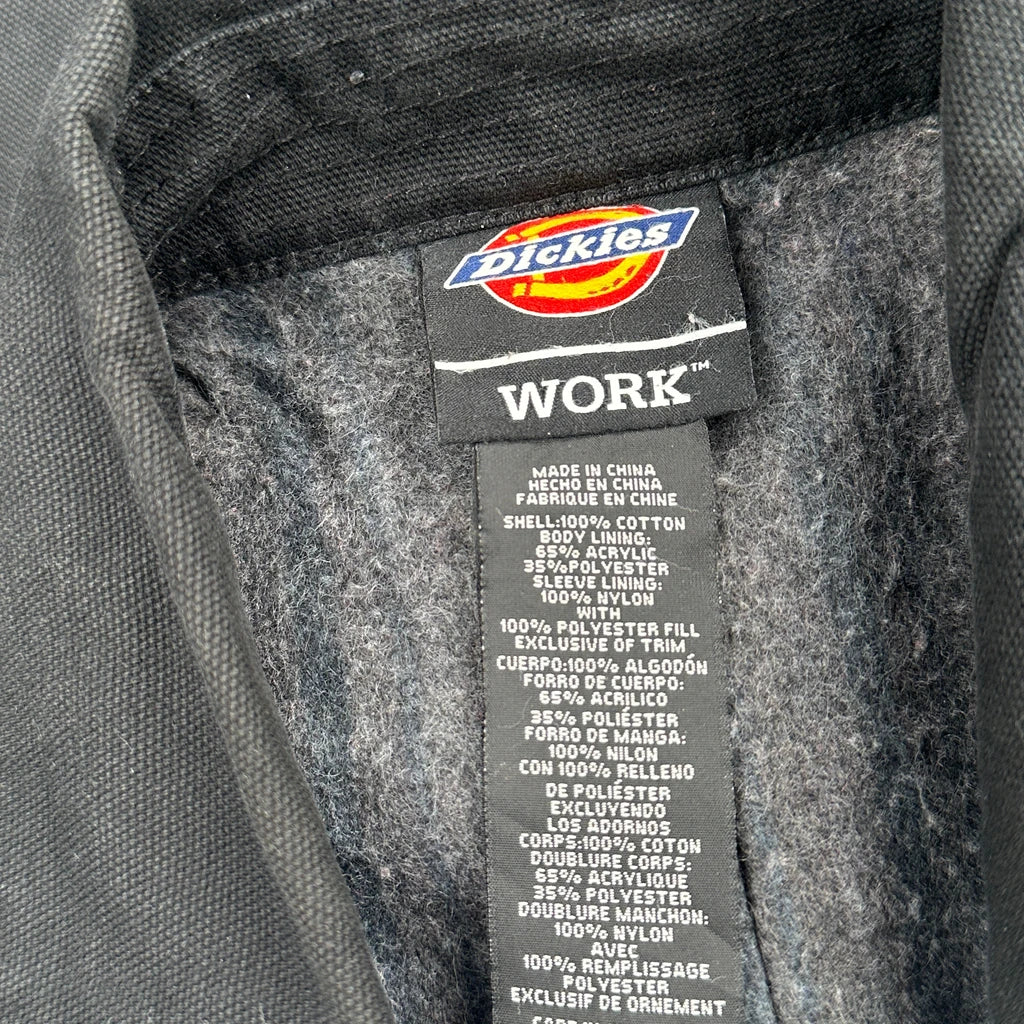 Dickies
WORK™
MADE IN CHINA
HECHO EN CHINA
FABRIQUE EN CHINE
SHELL:100% COTTON
BODY LINING:
65% ACRYLIC
35%POLYESTER
SLEEVE LINING:
100% NYLON
WITH
100% POLYESTER FILL
EXCLUSIVE OF TRIM
CUERPO:100% ALGODÓN
FORRO DE CUERPO:
65% ACRILICO
35% POLIÉSTER
FORRO DE MANGA:
100% NILON
CON 100% RELLENO
DE POLIÉSTER
EXCLUYENDO
LOS ADORNOS
CORPS:100% COTON
DOUBLURE CORPS:
65% ACRYLIQUE
35% POLYESTER
DOUBLURE MANCHON:
100% NYLON
AVEC
100% REMPLISSAGE
POLYESTER
EXCLUSIF DE ORNEMENT